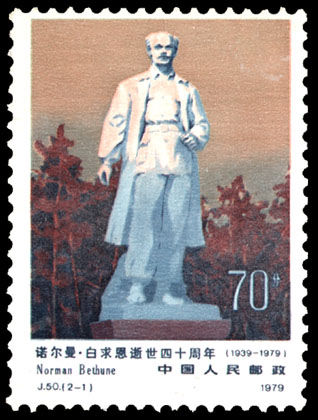 70分
诺尔曼·白求恩逝世四十周年 (1939-1979)
Norman Bethune 中国人民邮政
J.50.(2-1) 1979